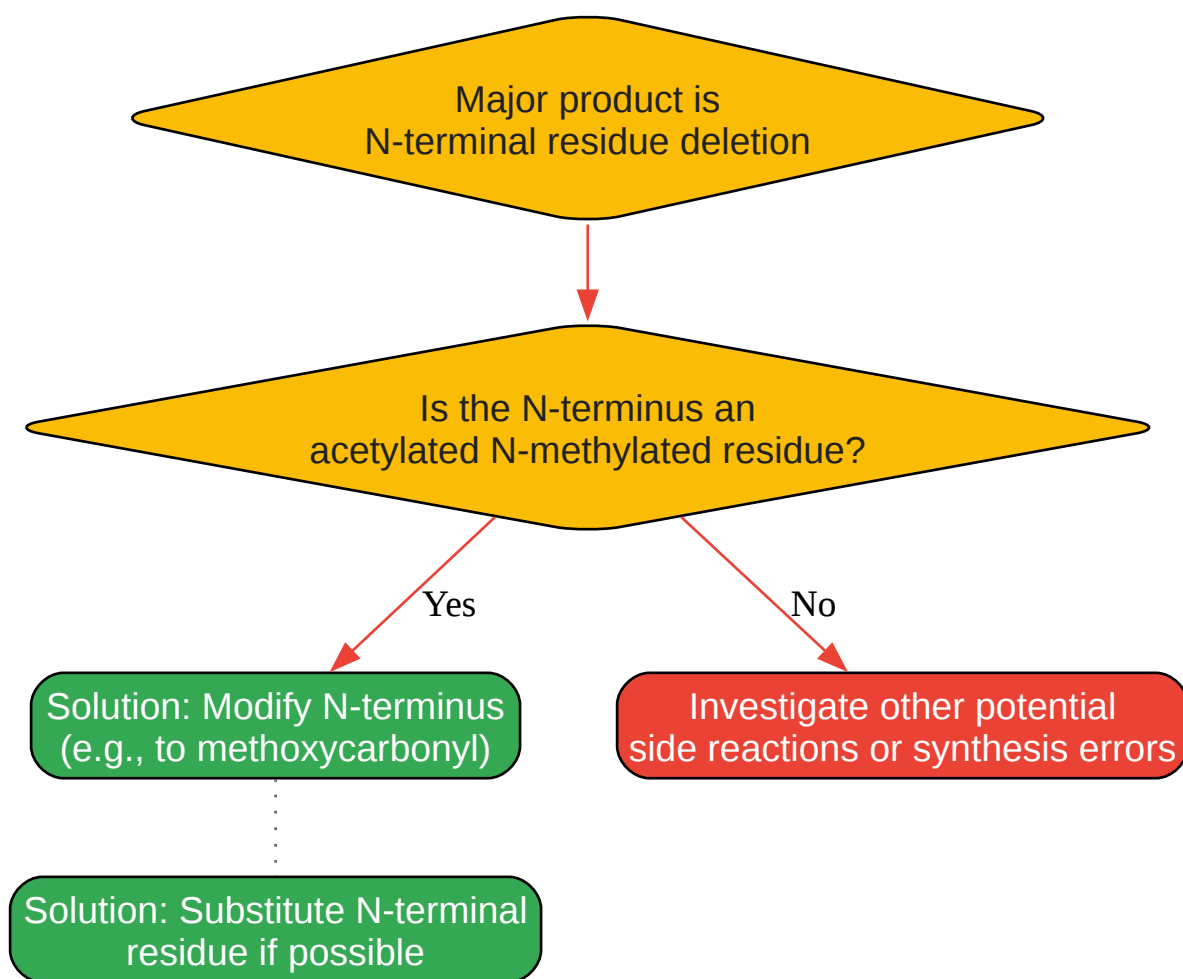 Major product is
N-terminal residue deletion
Is the N-terminus an
acetylated N-methylated residue?
Yes
No
Solution: Modify N-terminus
(e.g., to methoxycarbonyl)
Investigate other potential
side reactions or synthesis errors
Solution: Substitute N-terminal
residue if possible